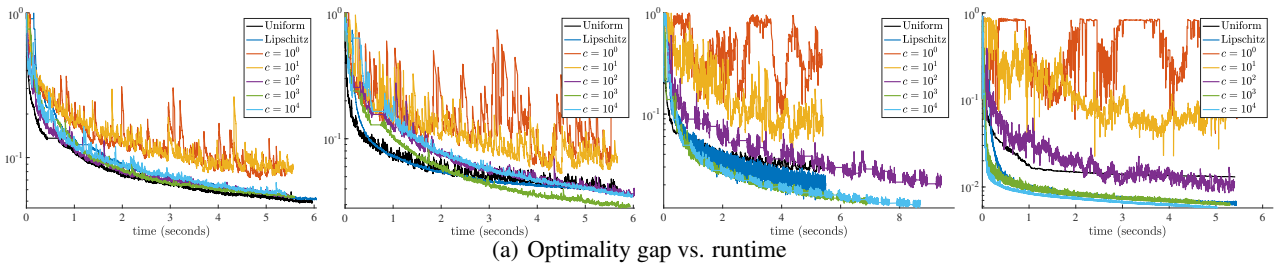 10^0
10^-1
0 1 2 3 4 5 6
time (seconds)
Uniform
Lipschitz
c = 10^0
c = 10^1
c = 10^2
c = 10^3
c = 10^4
10^0
10^-1
0 1 2 3 4 5 6
time (seconds)
Uniform
Lipschitz
c = 10^0
c = 10^1
c = 10^2
c = 10^3
c = 10^4
10^0
10^-1
0 2 4 6 8
time (seconds)
Uniform
Lipschitz
c = 10^0
c = 10^1
c = 10^2
c = 10^3
c = 10^4
10^0
10^-1
10^-2
0 1 2 3 4 5 6
time (seconds)
Uniform
Lipschitz
c = 10^0
c = 10^1
c = 10^2
c = 10^3
c = 10^4
(a) Optimality gap vs. runtime